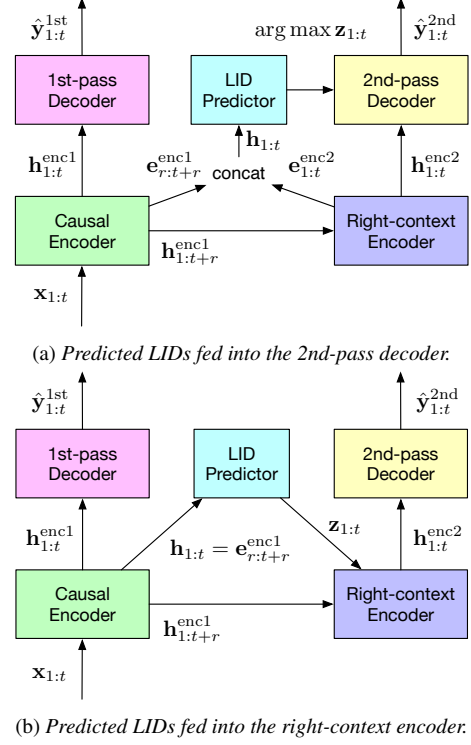 ŷ^{1st}_{1:t}
arg max z_{1:t}
ŷ^{2nd}_{1:t}
1st-pass
Decoder
LID
Predictor
2nd-pass
Decoder
h^{enc1}_{1:t}
e^{enc1}_{r:t+r}
h_{1:t}
concat
e^{enc2}_{1:t}
h^{enc2}_{1:t}
Causal
Encoder
h^{enc1}_{1:t+r}
Right-context
Encoder
x_{1:t}
(a) Predicted LIDs fed into the 2nd-pass decoder.
ŷ^{1st}_{1:t}
ŷ^{2nd}_{1:t}
1st-pass
Decoder
LID
Predictor
2nd-pass
Decoder
h^{enc1}_{1:t}
h_{1:t} = e^{enc1}_{r:t+r}
z_{1:t}
h^{enc2}_{1:t}
Causal
Encoder
h^{enc1}_{1:t+r}
Right-context
Encoder
x_{1:t}
(b) Predicted LIDs fed into the right-context encoder.